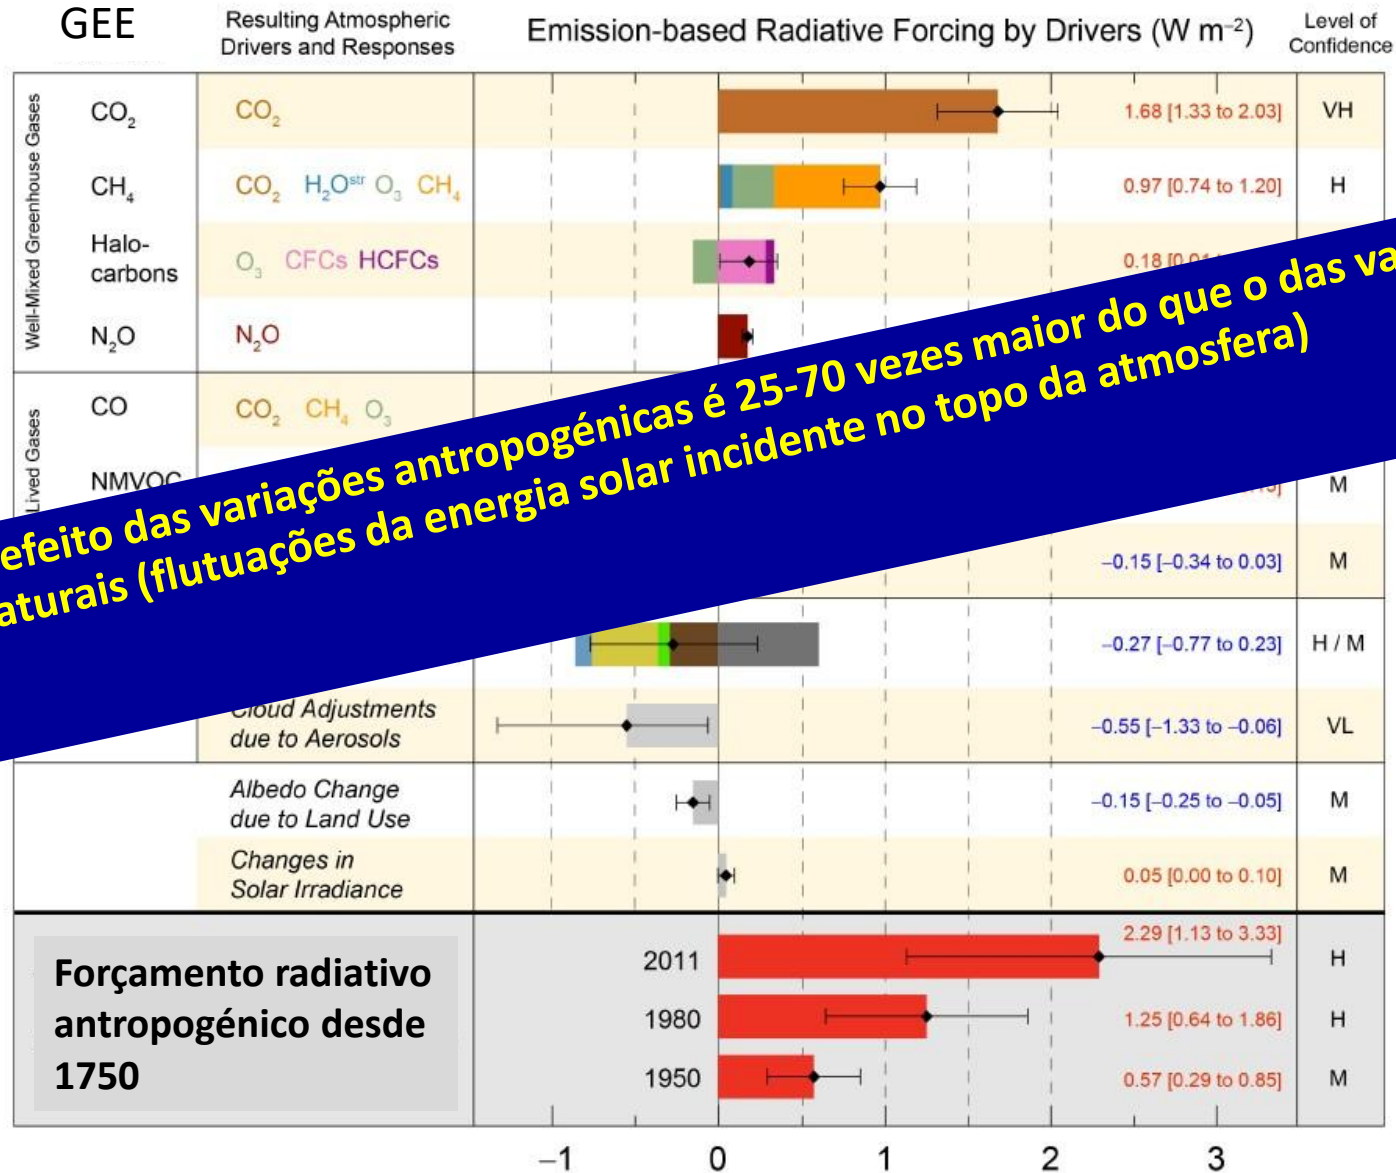 GEE
Resulting Atmospheric
Drivers and Responses
Emission-based Radiative Forcing by Drivers (W m⁻²)
Level of
Confidence
Well-Mixed Greenhouse Gases
CO₂
CO₂
1.68 [1.33 to 2.03]
VH
CH₄
CO₂ H₂Oˢᵗʳ O₃ CH₄
0.97 [0.74 to 1.20]
H
Halo-
carbons
O₃ CFCs HCFCs
0.18
N₂O
N₂O
Lived Gases
CO
CO₂ CH₄ O₃
NMVOC
M
efeito das variações antropogénicas é 25-70 vezes maior do que o das va
aturais (flutuações da energia solar incidente no topo da atmosfera)
−0.15 [−0.34 to 0.03]
M
−0.27 [−0.77 to 0.23]
H / M
Cloud Adjustments
due to Aerosols
−0.55 [−1.33 to −0.06]
VL
Albedo Change
due to Land Use
−0.15 [−0.25 to −0.05]
M
Changes in
Solar Irradiance
0.05 [0.00 to 0.10]
M
Forçamento radiativo
antropogénico desde
1750
2011
2.29 [1.13 to 3.33]
H
1980
1.25 [0.64 to 1.86]
H
1950
0.57 [0.29 to 0.85]
M
−1 0 1 2 3